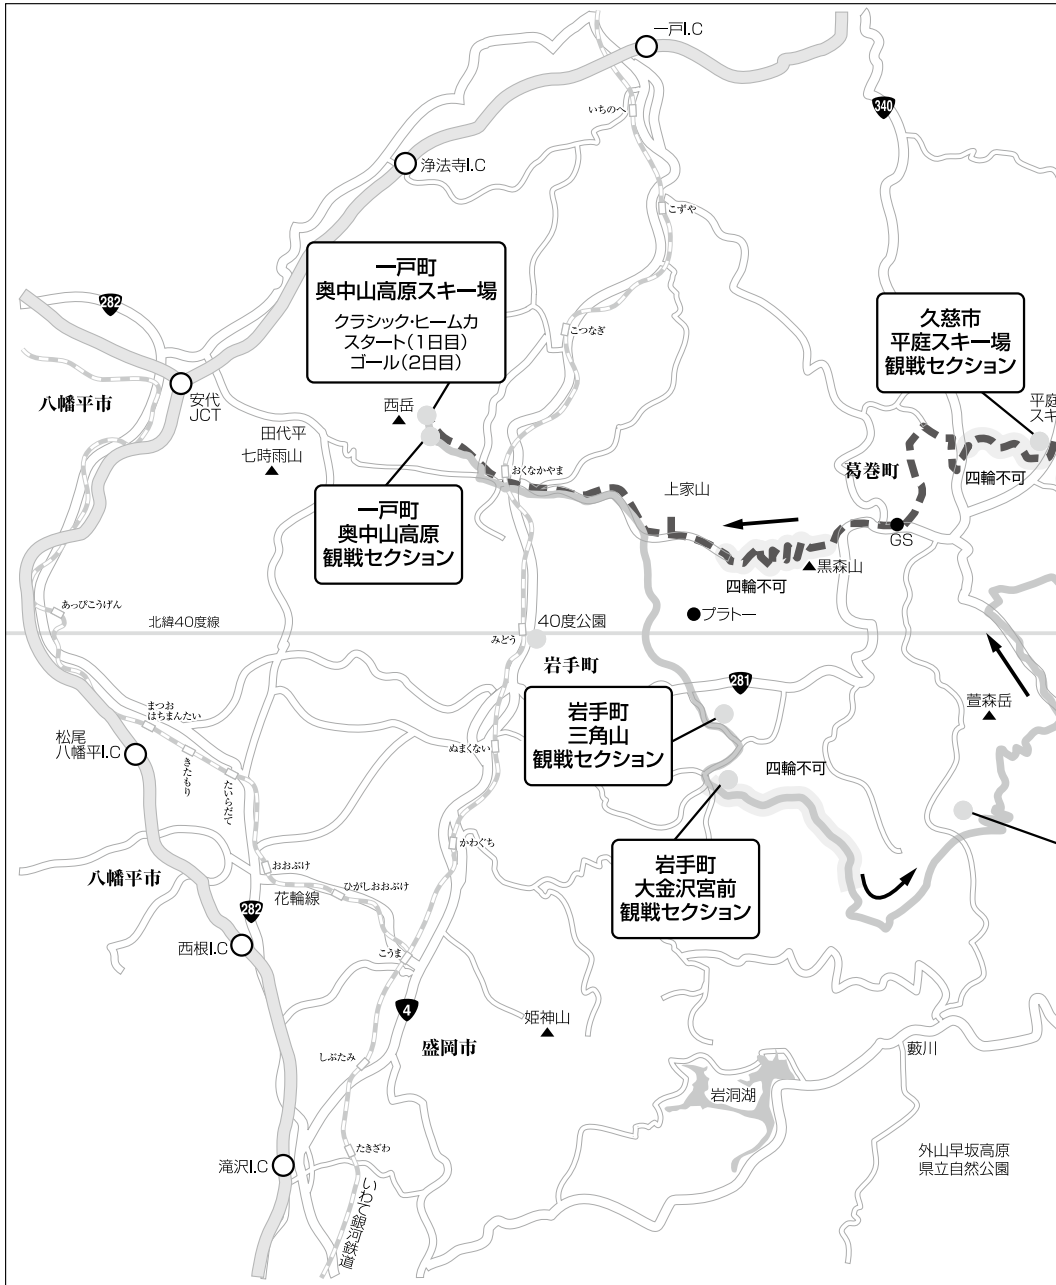 一戸I.C
340
いちのへ
浄法寺I.C
こずや
一戸町
奥中山高原スキー場
クラシック・ヒームカ
スタート(1日目)
ゴール(2日目)
282
こつなぎ
久慈市
平庭スキー場
観戦セクション
八幡平市
安代
JCT
西岳
田代平
七時雨山
平庭
スキ
おくなかやま
葛巻町
四輪不可
上家山
一戸町
奥中山高原
観戦セクション
GS
黒森山
四輪不可
あっぴこうげん
北緯40度線
プラトー
40度公園
みどう
岩手町
281
岩手町
三角山
観戦セクション
萱森岳
まつお
はちまんたい
松尾
八幡平I.C
きたもり
たいらだて
ぬまくない
四輪不可
かわぐち
岩手町
大金沢宮前
観戦セクション
八幡平市
おおぶけ
ひがしおおぶけ
花輪線
282
西根I.C
こうま
4
姫神山
盛岡市
しぶたみ
藪川
岩洞湖
たきざわ
滝沢I.C
いわて銀河鉄道
外山早坂高原
県立自然公園